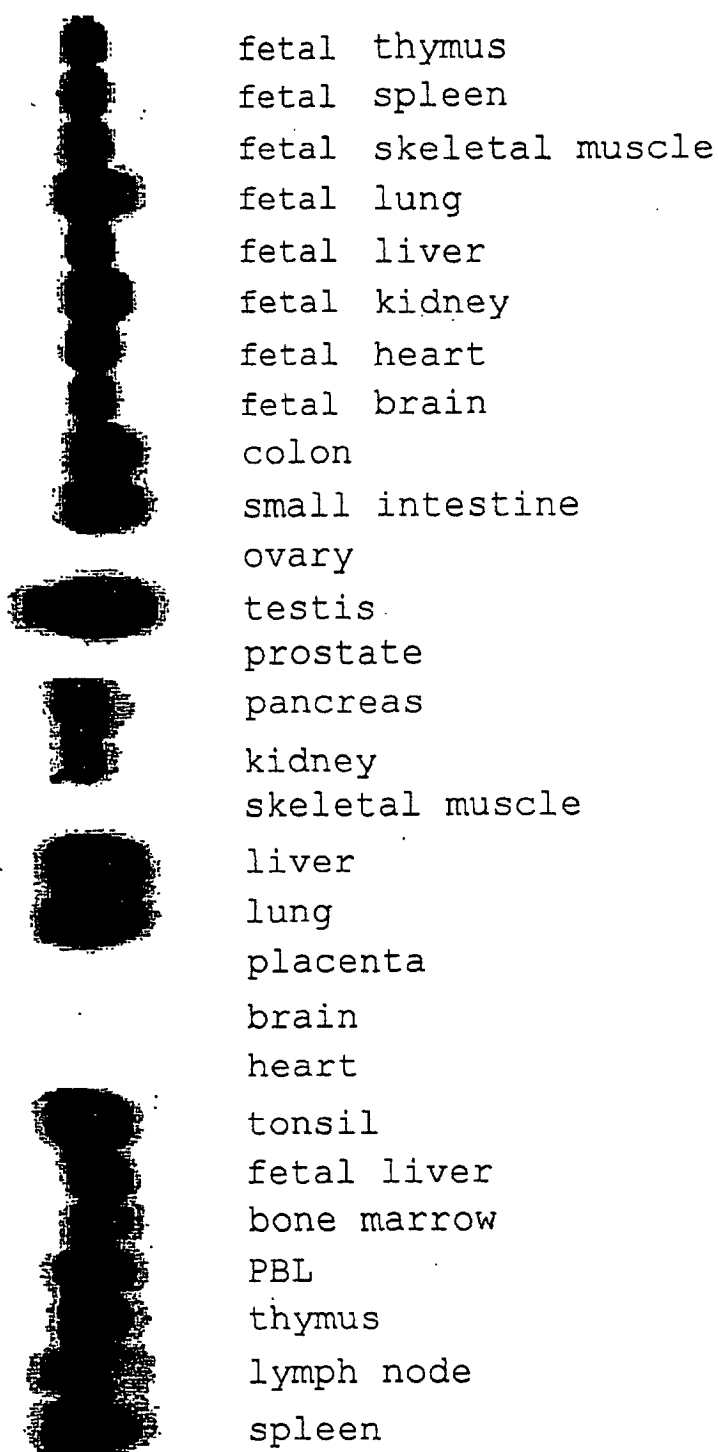 fetal thymus
fetal spleen
fetal skeletal muscle
fetal lung
fetal liver
fetal kidney
fetal heart
fetal brain
colon
small intestine
ovary
testis
prostate
pancreas
kidney
skeletal muscle
liver
lung
placenta
brain
heart
tonsil
fetal liver
bone marrow
PBL
thymus
lymph node
spleen